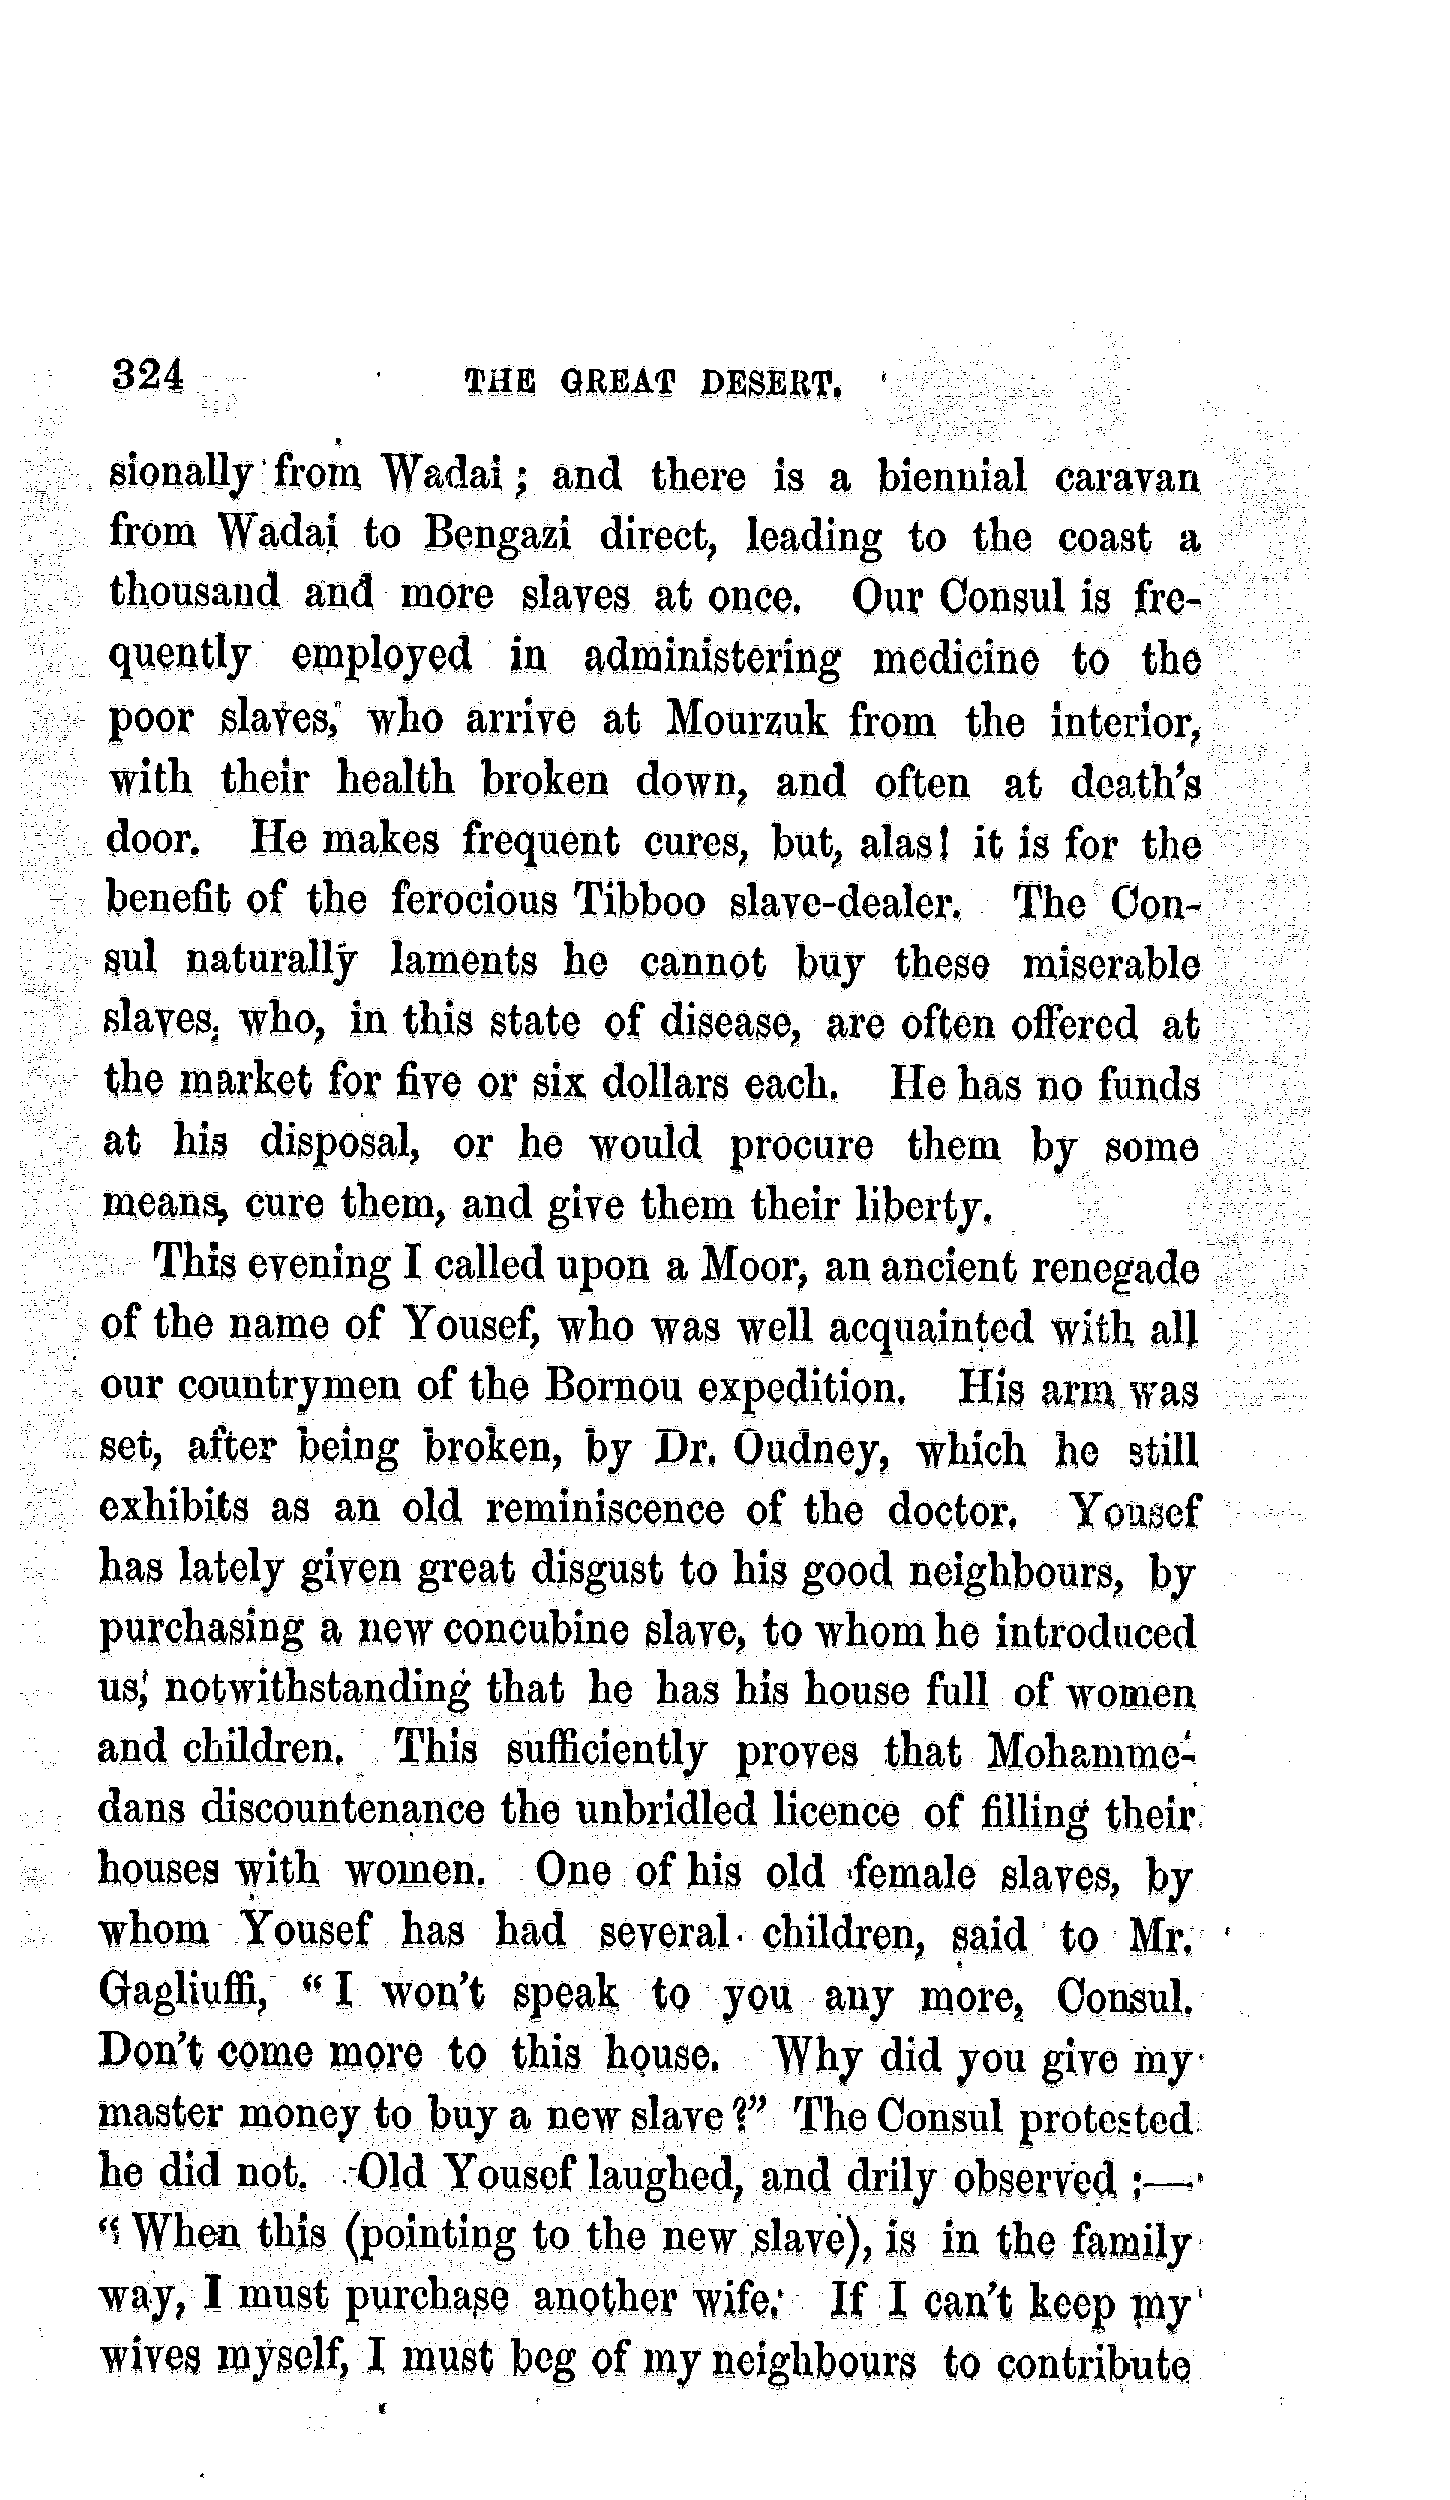 324 THE GREAT DESERT.
sionally from Wadai; and there is a biennial caravan
from Wadai to Bengazi direct, leading to the coast a
thousand and more slaves at once. Our Consul is fre-
quently employed in administering medicine to the
poor slaves, who arrive at Mourzuk from the interior,
with their health broken down, and often at death's
door. He makes frequent cures, but, alas! it is for the
benefit of the ferocious Tibboo slave-dealer. The Con-
sul naturally laments he cannot buy these miserable
slaves, who, in this state of disease, are often offered at
the market for five or six dollars each. He has no funds
at his disposal, or he would procure them by some
means, cure them, and give them their liberty.
This evening I called upon a Moor, an ancient renegade
of the name of Yousef, who was well acquainted with all
our countrymen of the Bornou expedition. His arm was
set, after being broken, by Dr. Oudney, which he still
exhibits as an old reminiscence of the doctor. Yousef
has lately given great disgust to his good neighbours, by
purchasing a new concubine slave, to whom he introduced
us, notwithstanding that he has his house full of women
and children. This sufficiently proves that Mohamme-
dans discountenance the unbridled licence of filling their
houses with women. One of his old female slaves, by
whom Yousef has had several children, said to Mr.
Gagliuffi, "I won't speak to you any more, Consul.
Don't come more to this house. Why did you give my
master money to buy a new slave?" The Consul protested
he did not. Old Yousef laughed, and drily observed:—
"When this (pointing to the new slave), is in the family
way, I must purchase another wife. If I can't keep my
wives myself, I must beg of my neighbours to contribute